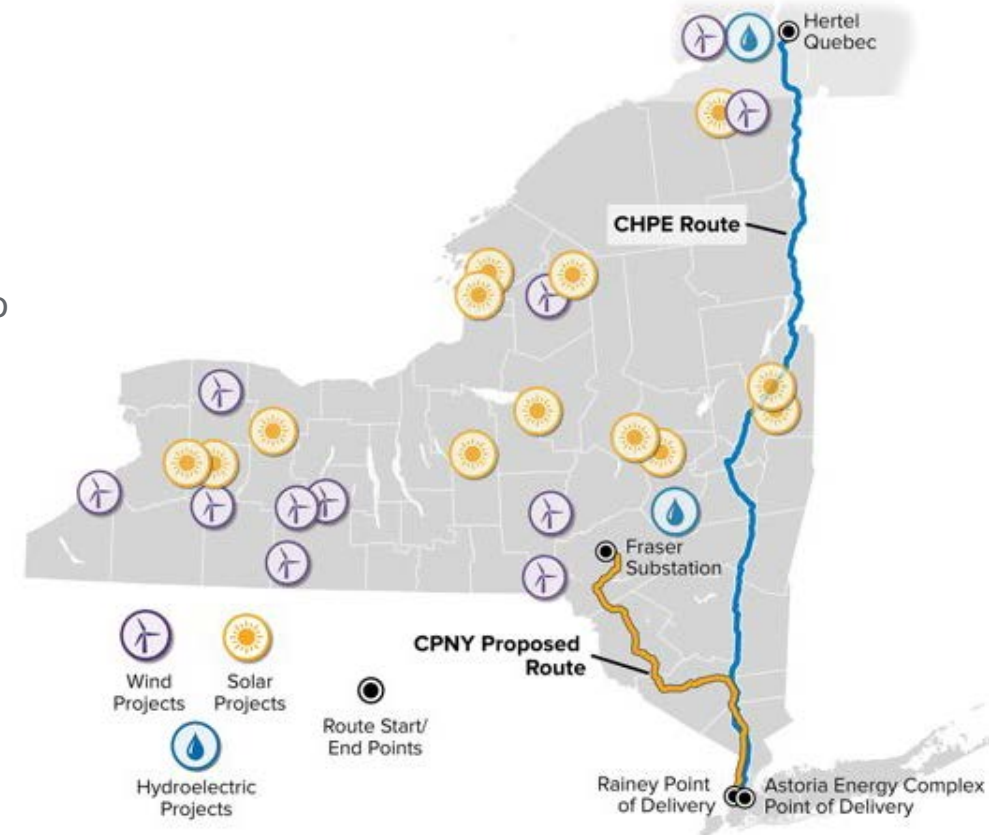 Hertel
Quebec
CHPE Route
Fraser
Substation
CPNY Proposed
Route
Wind
Projects
Solar
Projects
Route Start/
End Points
Hydroelectric
Projects
Rainey Point
of Delivery
Astoria Energy Complex
Point of Delivery